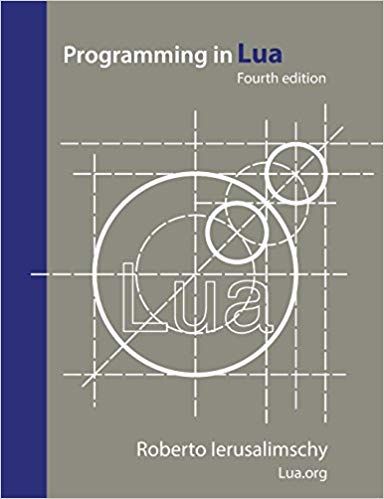 Programming in Lua
Fourth edition
Lua
Roberto Ierusalimschy
Lua.org